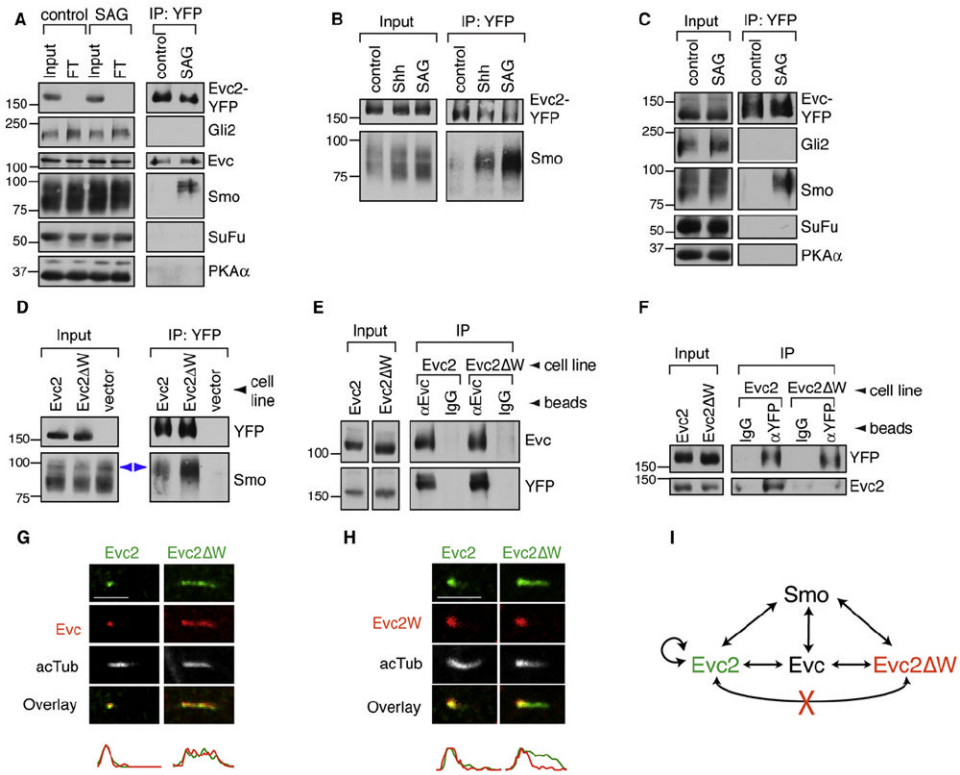 A
control SAG IP: YFP
Input FT Input FT control SAG
150 Evc2-YFP
250 Gli2
100 Evc
100 75 Smo
50 SuFu
37 PKAα
B
Input IP: YFP
control Shh SAG control Shh SAG
150 Evc2-YFP
100 75 Smo
C
Input IP: YFP
control SAG control SAG
150 Evc-YFP
250 Gli2
100 75 Smo
50 SuFu
37 PKAα
D
Input IP: YFP
Evc2 Evc2ΔW vector Evc2 Evc2ΔW vector cell line
150 YFP
100 75 Smo
E
Input IP
Evc2 Evc2ΔW cell line
Evc2 Evc2ΔW αEvc IgG αEvc IgG beads
100 Evc
150 YFP
F
Input IP
Evc2 Evc2ΔW cell line
Evc2 Evc2ΔW IgG αYFP IgG αYFP beads
150 YFP
150 Evc2
G
Evc2 Evc2ΔW
Evc
acTub
Overlay
H
Evc2 Evc2ΔW
Evc2W
acTub
Overlay
I
Smo
Evc2 Evc Evc2ΔW
X